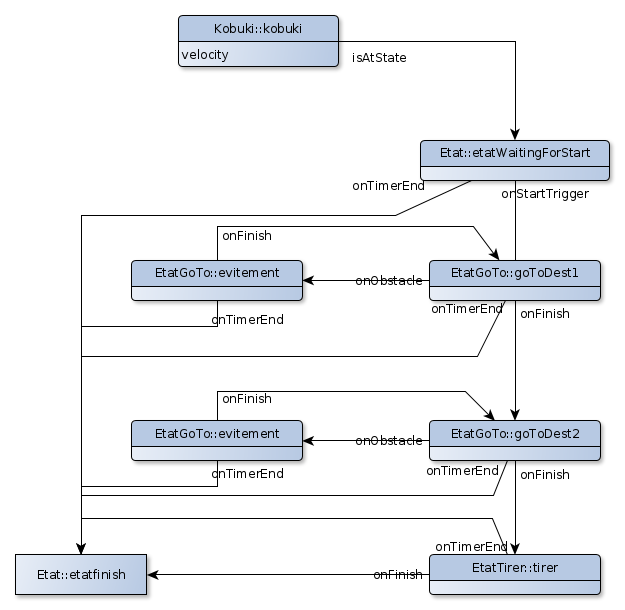 Kobuki::kobuki
velocity
isAtState
Etat::etatWaitingForStart
onTimerEnd
onStartTrigger
onFinish
EtatGoTo::evitement
onObstacle
EtatGoTo::goToDest1
onTimerEnd
onTimerEnd
onFinish
onFinish
EtatGoTo::evitement
onObstacle
EtatGoTo::goToDest2
onTimerEnd
onTimerEnd
onFinish
onTimerEnd
Etat::etatfinish
onFinish
EtatTirer::tirer